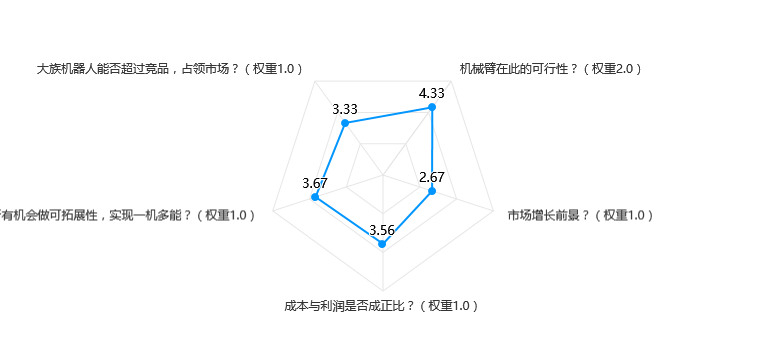 大族机器人能否超过竞品，占领市场？（权重1.0）
机械臂在此的可行性？（权重2.0）
4.33
3.33
3.67
2.67
有机会做可拓展性，实现一机多能？（权重1.0）
市场增长前景？（权重1.0）
3.56
成本与利润是否成正比？（权重1.0）